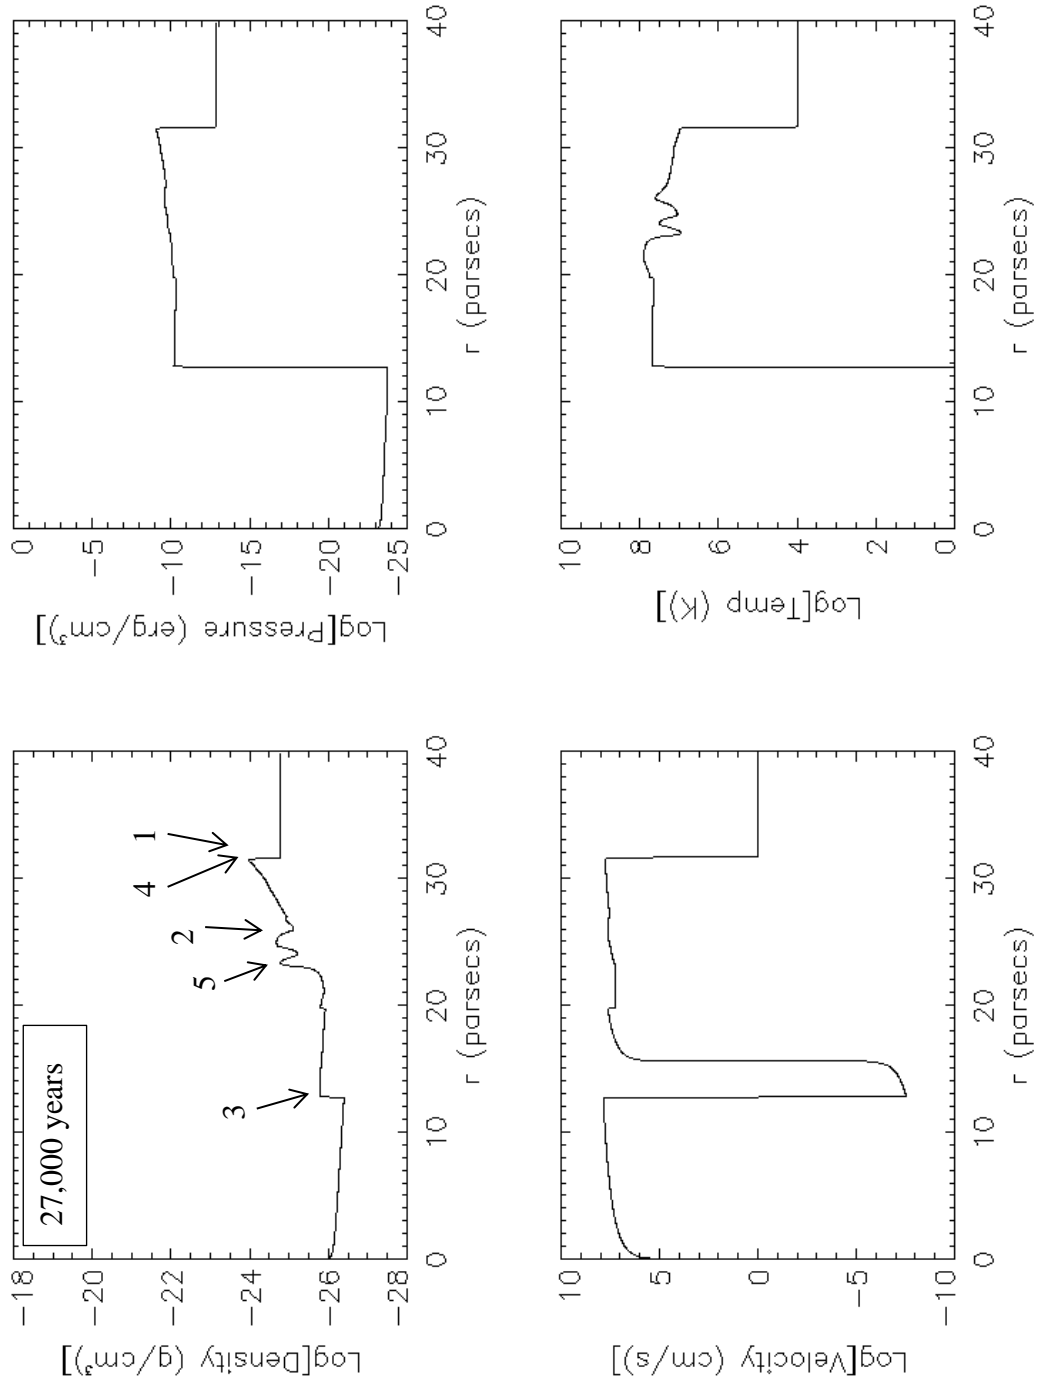 27,000 years
1
4
2
5
3
-18
-20
-22
-24
-26
-28
Log[Density (g/cm³)]
0 10 20 30 40
r (parsecs)
0
-5
-10
-15
-20
-25
Log[Pressure (erg/cm³)]
0 10 20 30 40
r (parsecs)
10
5
0
-5
-10
Log[Velocity (cm/s)]
0 10 20 30 40
r (parsecs)
10
8
6
4
2
0
Log[Temp (K)]
0 10 20 30 40
r (parsecs)